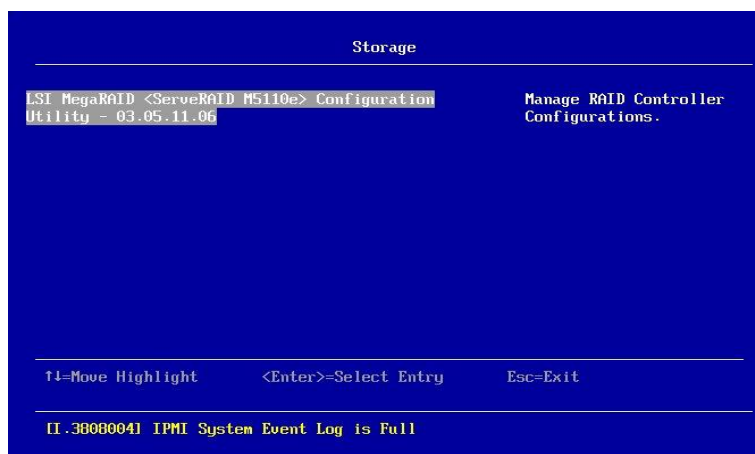 Storage
LSI MegaRAID <ServeRAID M5110e> Configuration
Utility - 03.05.11.06
Manage RAID Controller
Configurations.
↑↓=Move Highlight <Enter>=Select Entry Esc=Exit
[I.3808004] IPMI System Event Log is Full